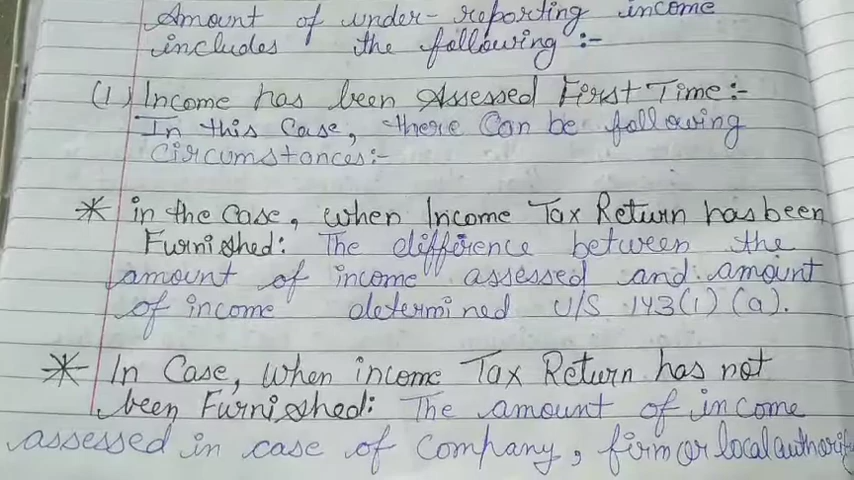 Amount of under-reporting income
includes the following :-
(1) Income has been Assessed First Time:-
In this Case, there Can be following
Circumstances:-
* in the Case, when Income Tax Return has been
Furnished: The difference between the
amount of income assessed and amount
of income determined U/S 143(1) (a).
* In Case, when income Tax Return has not
been Furnished: The amount of income
assessed in case of Company, firm or local authority